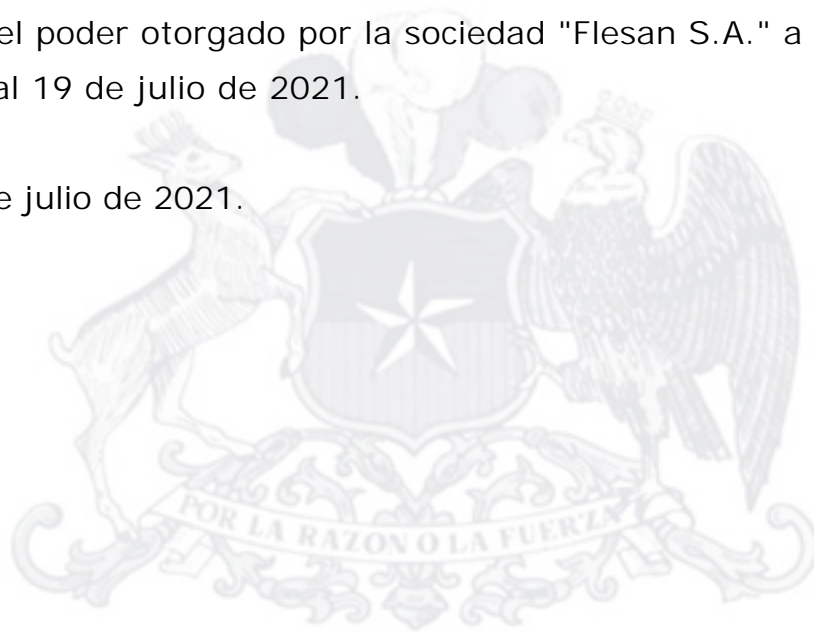 el poder otorgado por la sociedad "Flesan S.A." a
al 19 de julio de 2021.
e julio de 2021.
POR LA RAZON O LA FUERZA